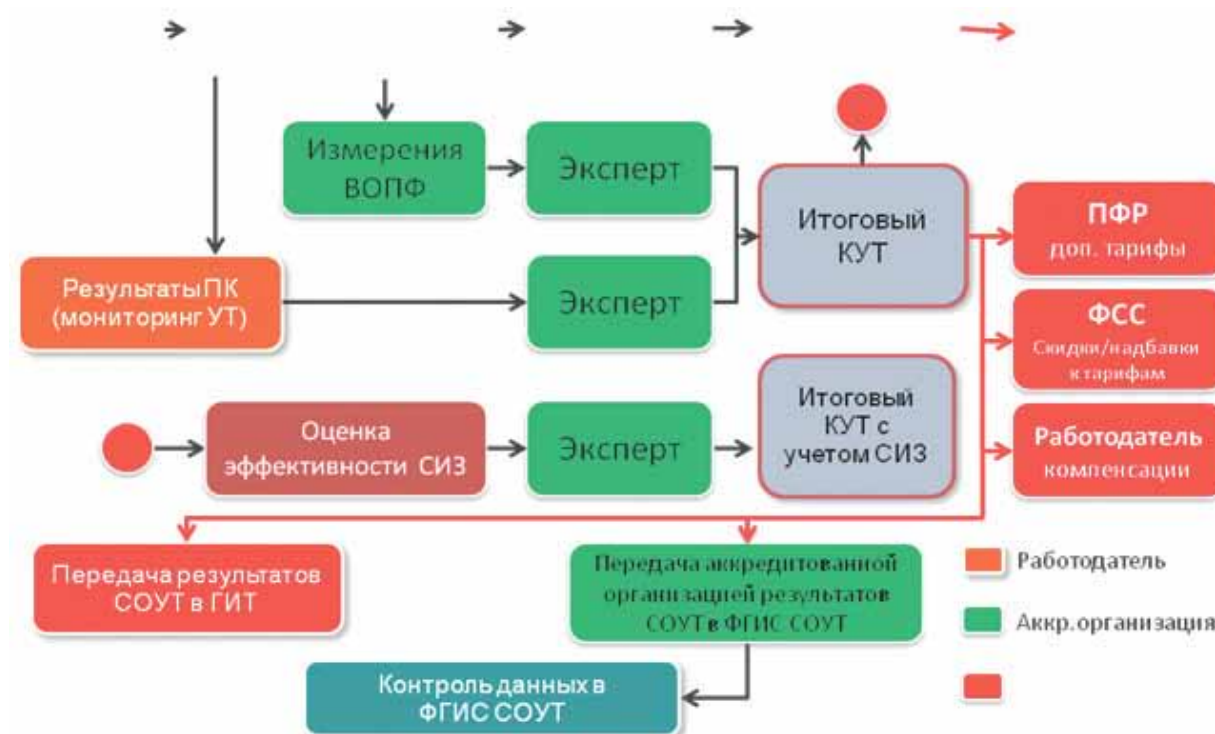 Измерения
ВОПФ
Эксперт
Итоговый
КУТ
ПФР
доп. тарифы
Результаты ПК
(мониторинг УТ)
Эксперт
ФСС
Скидки/надбавки
к тарифам
Оценка
эффективности СИЗ
Эксперт
Итоговый
КУТ с
учетом СИЗ
Работодатель
компенсации
Передача результатов
СОУТ в ГИТ
Передача аккредитованной
организацией результатов
СОУТ в ФГИС СОУТ
Работодатель
Аккр.организация
Контроль данных в
ФГИС СОУТ